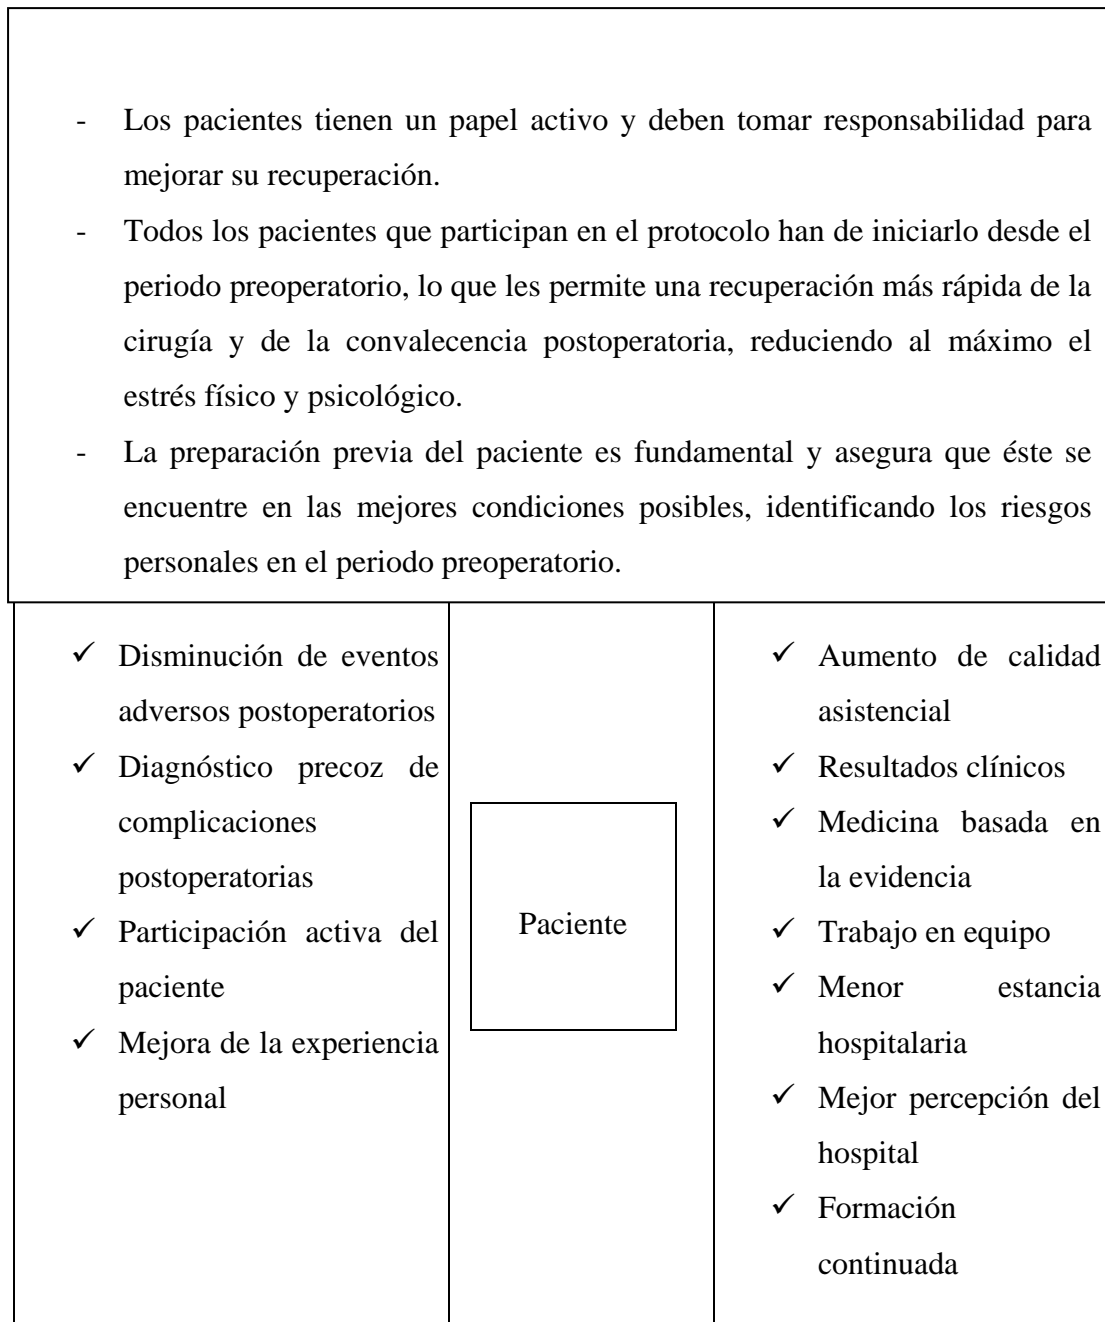 - Los pacientes tienen un papel activo y deben tomar responsabilidad para
mejorar su recuperación.
- Todos los pacientes que participan en el protocolo han de iniciarlo desde el
periodo preoperatorio, lo que les permite una recuperación más rápida de la
cirugía y de la convalecencia postoperatoria, reduciendo al máximo el
estrés físico y psicológico.
- La preparación previa del paciente es fundamental y asegura que éste se
encuentre en las mejores condiciones posibles, identificando los riesgos
personales en el periodo preoperatorio.
✓ Disminución de eventos
adversos postoperatorios
✓ Diagnóstico precoz de
complicaciones
postoperatorias
✓ Participación activa del
paciente
✓ Mejora de la experiencia
personal
Paciente
✓ Aumento de calidad
asistencial
✓ Resultados clínicos
✓ Medicina basada en
la evidencia
✓ Trabajo en equipo
✓ Menor estancia
hospitalaria
✓ Mejor percepción del
hospital
✓ Formación
continuada